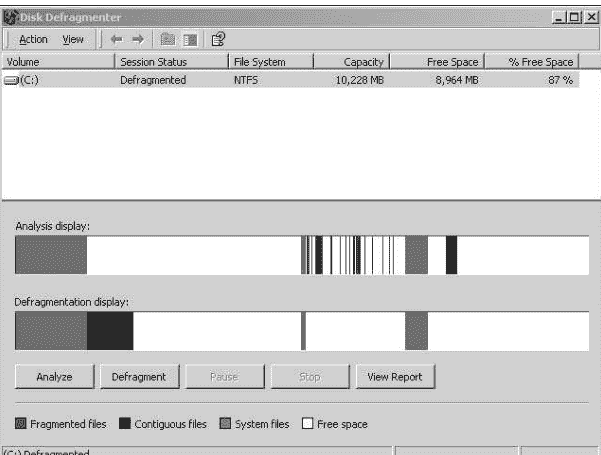 Disk Defragmenter
Action View
Volume Session Status File System Capacity Free Space % Free Space
(C:) Defragmented NTFS 10,228 MB 8,964 MB 87 %
Analysis display:
Defragmentation display:
Analyze Defragment Pause Stop View Report
Fragmented files Contiguous files System files Free space
(C:) Defragmented